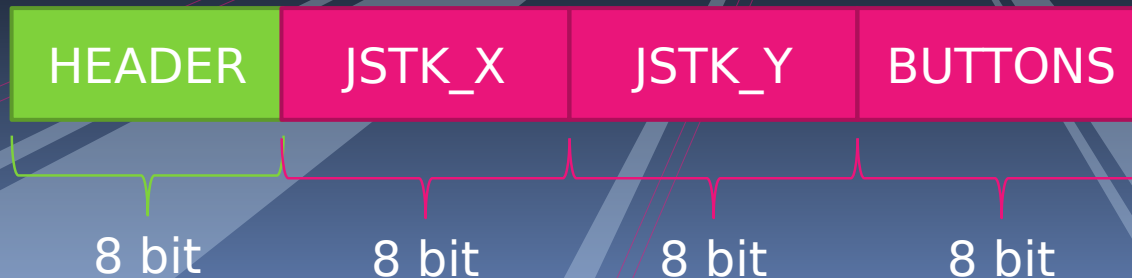 HEADER JSTK_X JSTK_Y BUTTONS
8 bit 8 bit 8 bit 8 bit